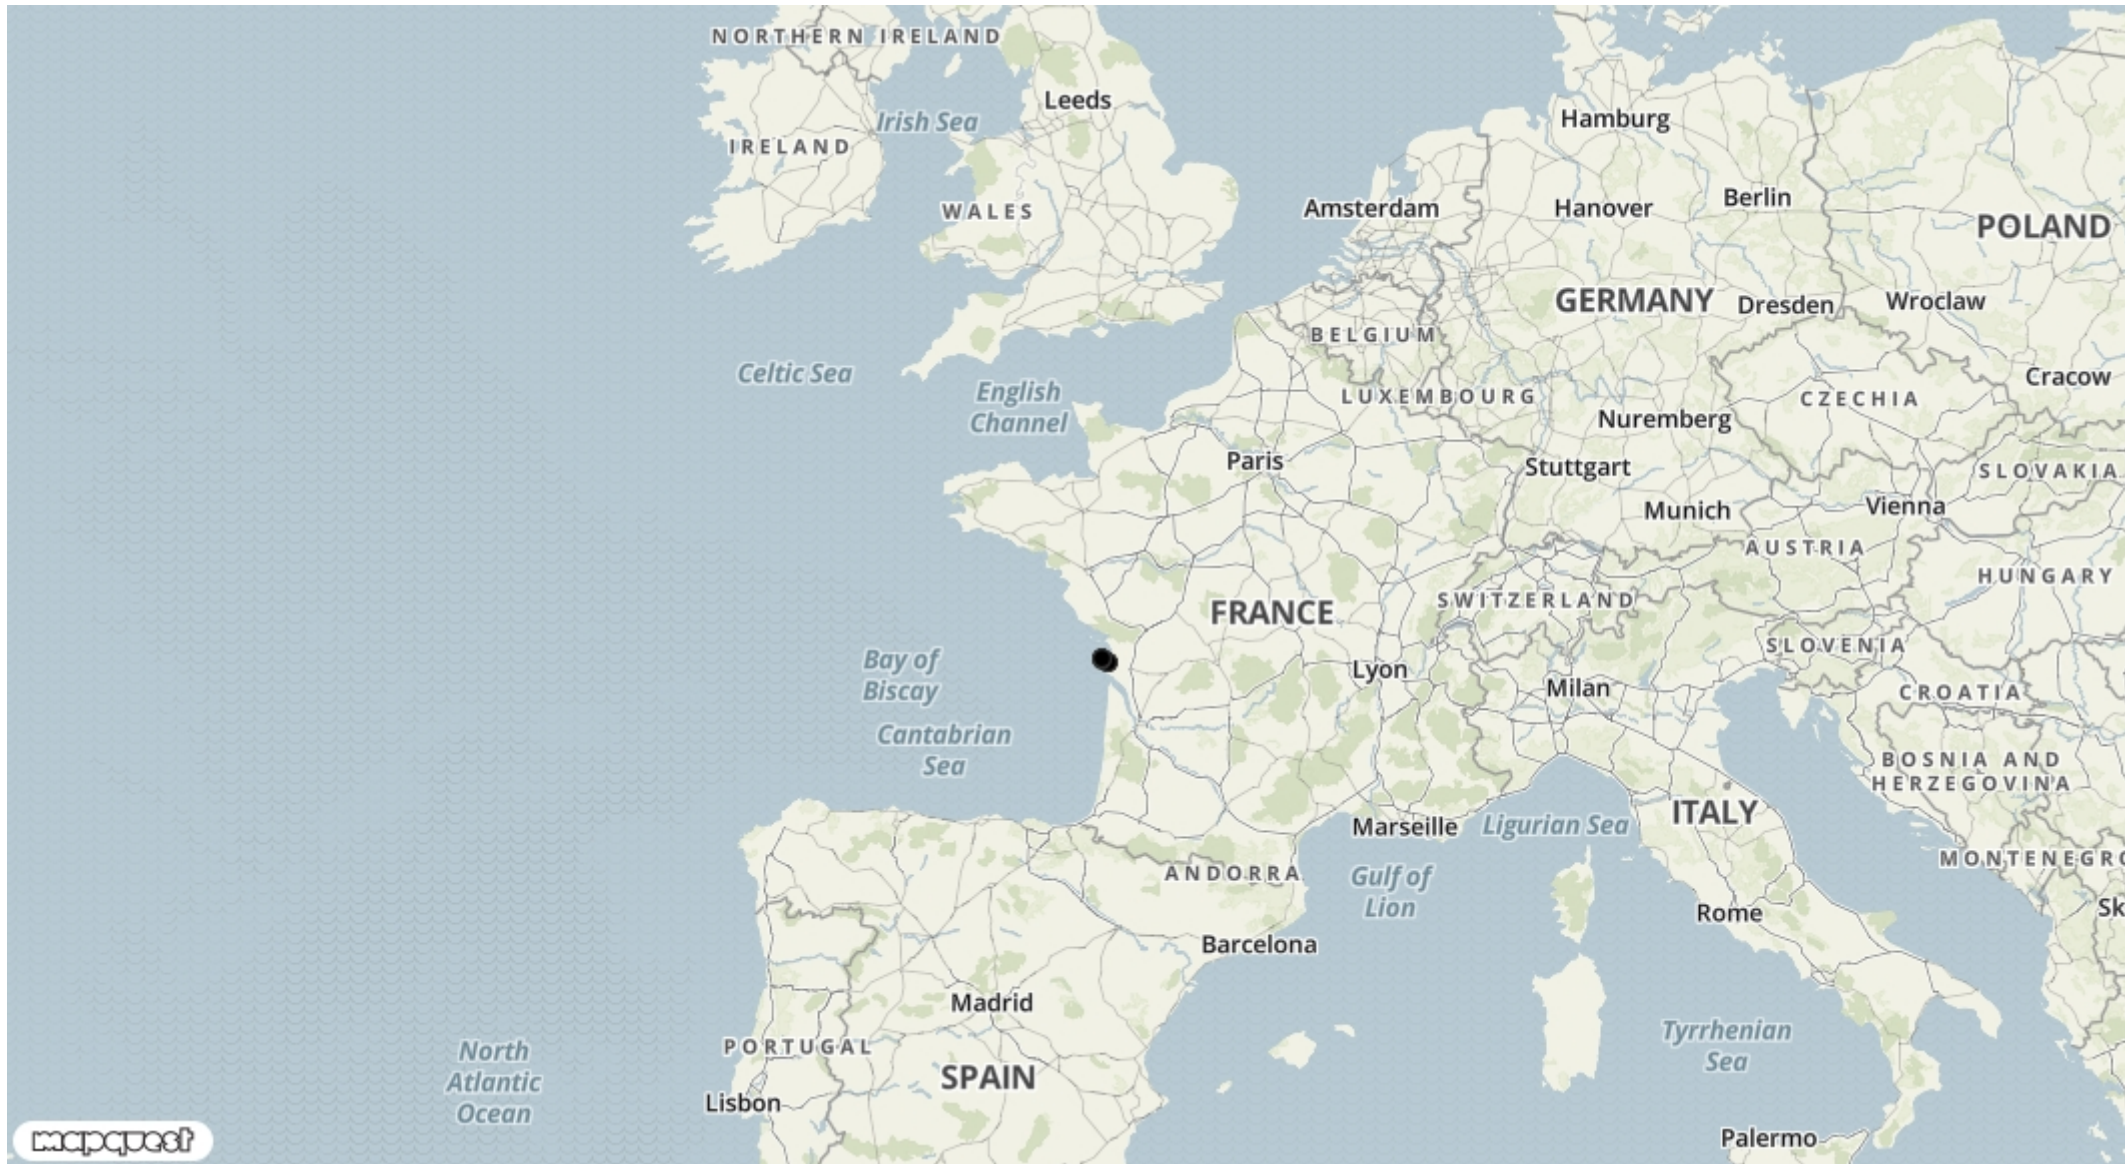 NORTHERN IRELAND
Leeds
Irish Sea
IRELAND
Hamburg
WALES
Amsterdam
Hanover
Berlin
POLAND
GERMANY
Dresden
Wroclaw
BELGIUM
Celtic Sea
English
Channel
LUXEMBOURG
Cracow
CZECHIA
Nuremberg
Paris
Stuttgart
SLOVAKIA
Munich
Vienna
AUSTRIA
HUNGARY
FRANCE
SWITZERLAND
SLOVENIA
Bay of
Biscay
Lyon
Milan
CROATIA
Cantabrian
Sea
BOSNIA AND
HERZEGOVINA
ITALY
Marseille
Ligurian Sea
MONTENEGRO
ANDORRA
Gulf of
Lion
Rome
Sk
Barcelona
Madrid
Tyrrhenian
Sea
PORTUGAL
North
Atlantic
Ocean
SPAIN
Lisbon
Palermo
mapquest